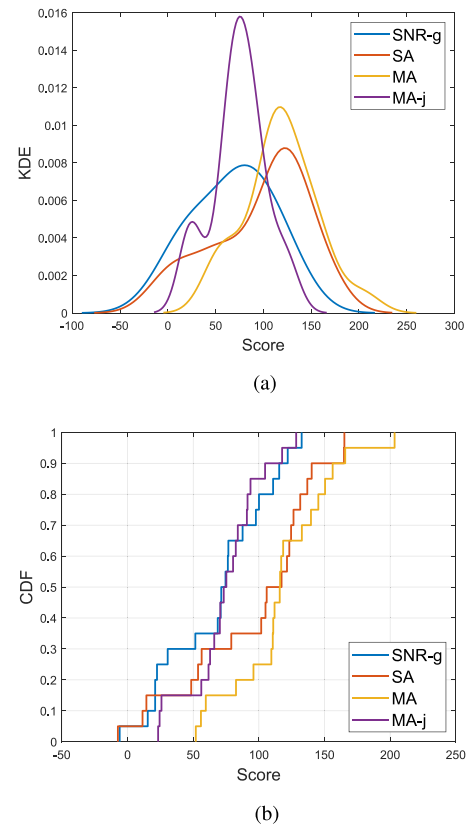 0.016
0.014
0.012
0.01
0.008
0.006
0.004
0.002
0
KDE
-100
-50
0
50
100
150
200
250
300
Score
SNR-g
SA
MA
MA-j
(a)
1
0.9
0.8
0.7
0.6
0.5
0.4
0.3
0.2
0.1
0
CDF
-50
0
50
100
150
200
250
Score
SNR-g
SA
MA
MA-j
(b)